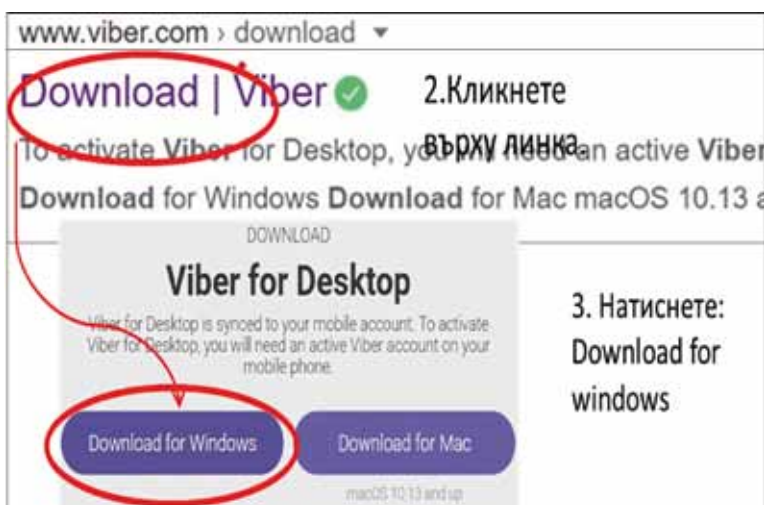 www.viber.com › download
Download | Viber
2.Кликнете
върху линка.
To activate Viber for Desktop, you will need an active Viber
Download for Windows Download for Mac macOS 10.13 a
DOWNLOAD
Viber for Desktop
Viber for Desktop is synced to your mobile account. To activate
Viber for Desktop, you will need an active Viber account on your
mobile phone.
3. Натиснете:
Download for
windows
Download for Windows
Download for Mac
macOS 10.13 and up